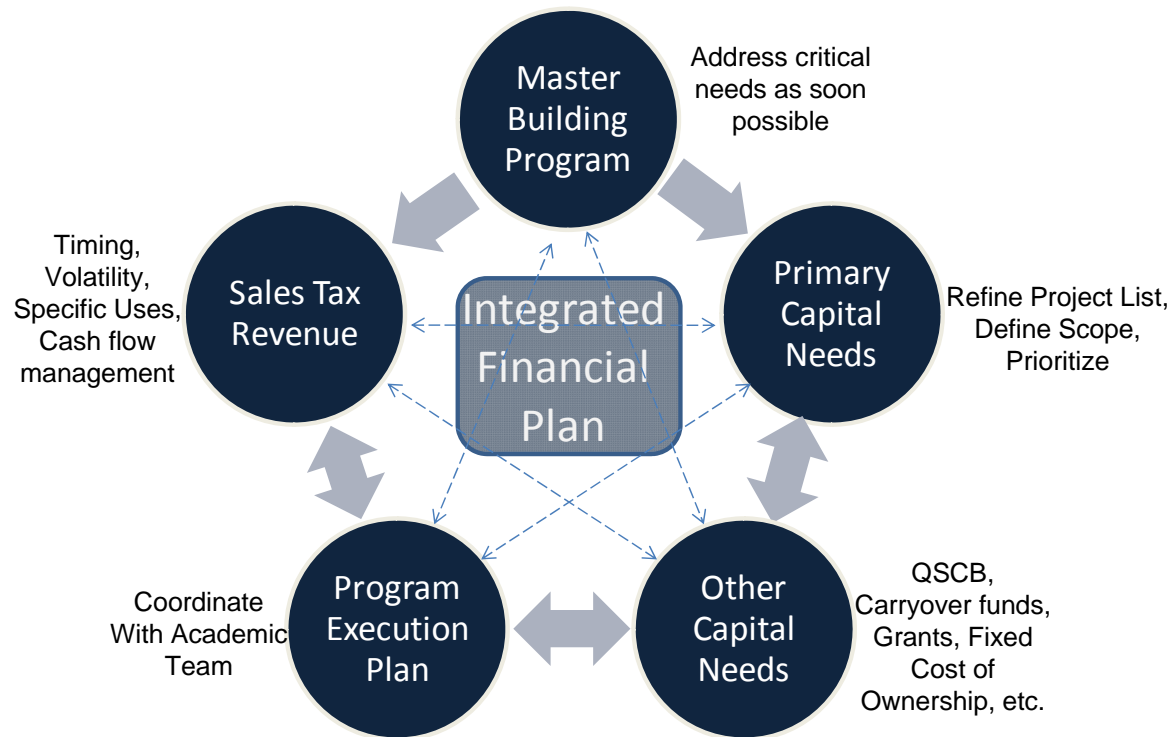 Master
Building
Program
Address critical
needs as soon
possible
Timing,
Volatility,
Specific Uses,
Cash flow
management
Sales Tax
Revenue
Integrated
Financial
Plan
Primary
Capital
Needs
Refine Project List,
Define Scope,
Prioritize
Coordinate
With Academic
Team
Program
Execution
Plan
Other
Capital
Needs
QSCB,
Carryover funds,
Grants, Fixed
Cost of
Ownership, etc.